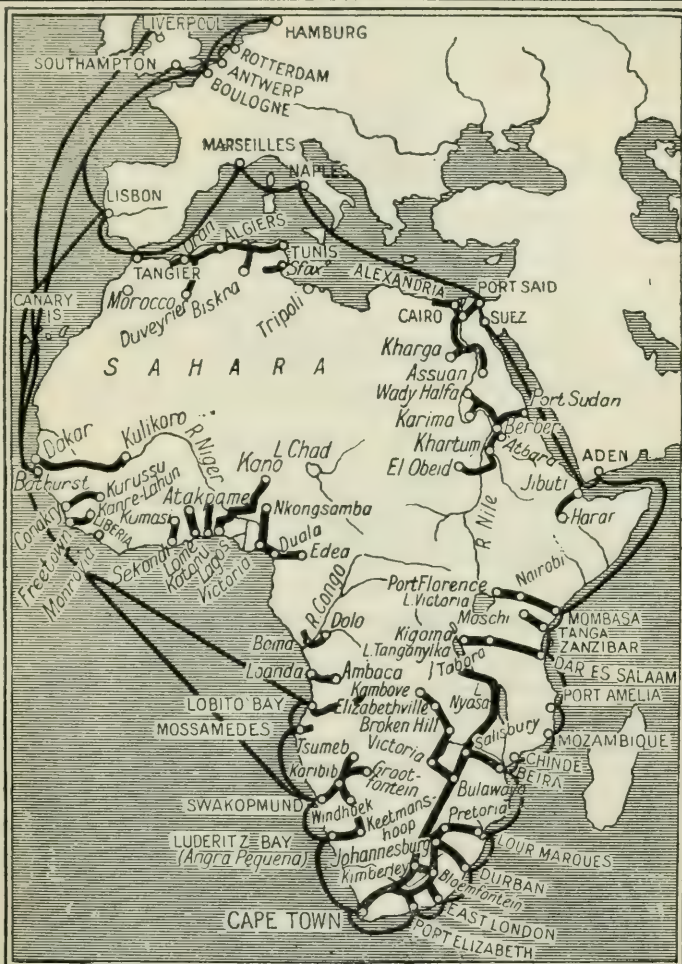 LIVERPOOL
HAMBURG
SOUTHAMPTON
ROTTERDAM
ANTWERP
BOULOGNE
MARSEILLES
NAPLES
LISBON
Oran
ALGIERS
TANGIER
TUNIS
Sfax
ALEXANDRIA
PORT SAID
CANARY
IS
Morocco
Duveyrier
Biskra
Tripoli
CAIRO
SUEZ
Kharga
SAHARA
Assuan
Wady Halfa
Port Sudan
Karima
Berber
Dakar
Kulikoro
R Niger
L Chad
Khartum
Atbara
ADEN
Bathurst
Kano
El Obeid
Jibuti
Kurussu
Kanre-Lahun
Atakpame
Nkongsamba
R Nile
Harar
Conakry
LIBERIA
Kumasi
Freetown
Monrovia
Sekondi
Lome
Kotonu
Lagos
Victoria
Duala
Edea
Nairobi
R Congo
Port Florence
L. Victoria
Moschi
MOMBASA
Dolo
Kigoma
TANGA
Boma
L. Tanganyika
ZANZIBAR
Loanda
Ambaca
Tabora
DAR ES SALAAM
Kambove
L
Nyasa
PORT AMELIA
LOBITO BAY
Elizabethville
MOSSAMEDES
Broken Hill
Salisbury
MOZAMBIQUE
Tsumeb
Victoria
CHINDE
Karibib
Groot-
fontein
BEIRA
SWAKOPMUND
Bulawayo
Windhoek
Keetmans-
hoop
Pretoria
LUDERITZ BAY
(Angra Pequena)
Johannesburg
LOUR MARQUES
Kimberley
DURBAN
Bloemfontein
CAPE TOWN
EAST LONDON
PORT ELIZABETH